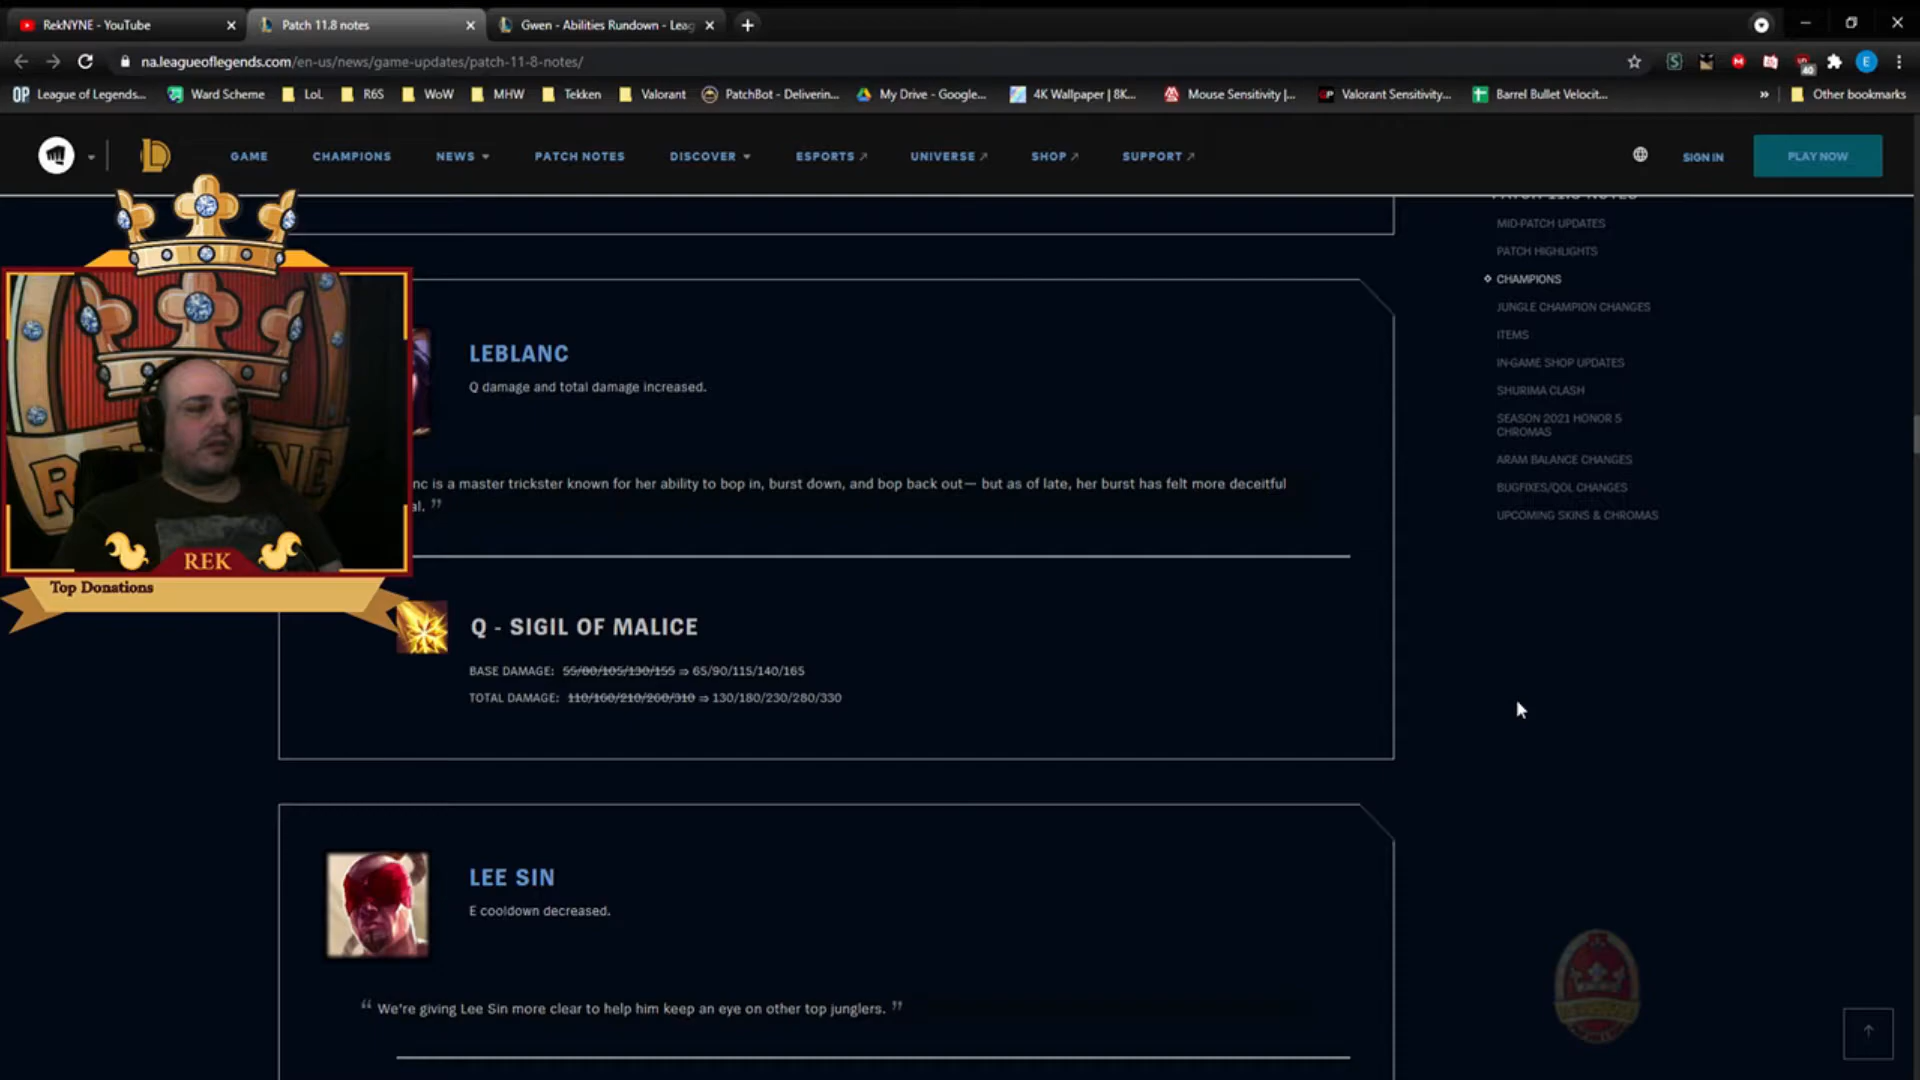 RekNYNE - YouTube
Patch 11.8 notes
Gwen - Abilities Rundown - Leag
na.leagueoflegends.com/en-us/news/game-updates/patch-11-8-notes/
40
E
OP League of Legends...
Ward Scheme
LoL
R6S
WoW
MHW
Tekken
Valorant
PatchBot - Deliverin...
My Drive - Google...
4K Wallpaper | 8K...
Mouse Sensitivity |...
Valorant Sensitivity...
Barrel Bullet Velocit...
»
Other bookmarks
GAME
CHAMPIONS
NEWS
PATCH NOTES
DISCOVER
ESPORTS
UNIVERSE
SHOP
SUPPORT
SIGN IN
PLAY NOW
PATCH 11.8 NOTES
MID-PATCH UPDATES
PATCH HIGHLIGHTS
CHAMPIONS
JUNGLE CHAMPION CHANGES
ITEMS
IN-GAME SHOP UPDATES
SHURIMA CLASH
SEASON 2021 HONOR 5
CHROMAS
ARAM BALANCE CHANGES
BUGFIXES/QOL CHANGES
UPCOMING SKINS & CHROMAS
REK
Top Donations
LEBLANC
Q damage and total damage increased.
nc is a master trickster known for her ability to bop in, burst down, and bop back out— but as of late, her burst has felt more deceitful
al. ”
Q - SIGIL OF MALICE
BASE DAMAGE: 55/80/105/130/155 ⇒ 65/90/115/140/165
TOTAL DAMAGE: 110/160/210/260/310 ⇒ 130/180/230/280/330
LEE SIN
E cooldown decreased.
“ We're giving Lee Sin more clear to help him keep an eye on other top junglers. ”